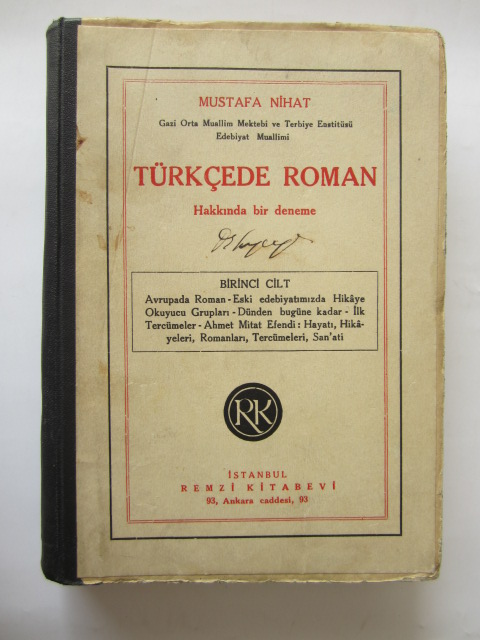 MUSTAFA NİHAT
Gazi Orta Muallim Mektebi ve Terbiye Enstitüsü
Edebiyat Muallimi
TÜRKÇEDE ROMAN
Hakkında bir deneme
BİRİNCİ CİLT
Avrupada Roman - Eski edebiyatımızda Hikâye
Okuyucu Grupları - Dünden bugüne kadar - İlk
Tercümeler - Ahmet Mitat Efendi: Hayatı, Hikâ-
yeleri, Romanları, Tercümeleri, San'ati
RK
İSTANBUL
REMZİ KİTABEVİ
93, Ankara caddesi, 93